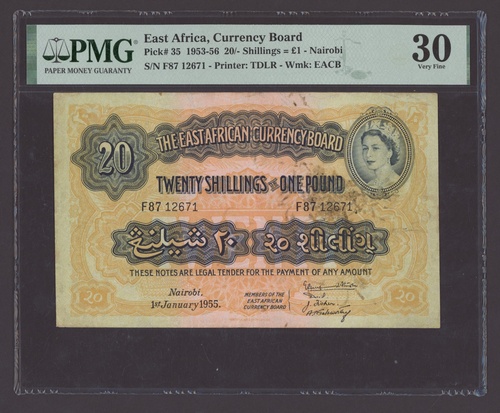 PMG
PAPER MONEY GUARANTY
East Africa, Currency Board
Pick# 35 1953-56 20/- Shillings = £1 - Nairobi
S/N F87 12671 - Printer: TDLR - Wmk: EACB
30
Very Fine
THE EAST AFRICAN CURRENCY BOARD
20
TWENTY SHILLINGS OR ONE POUND
F87 12671 F87 12671
شيلينغ ٢٠ ૨૦ શીલીંગ
THESE NOTES ARE LEGAL TENDER FOR THE PAYMENT OF ANY AMOUNT
Nairobi,
1st January 1955.
MEMBERS OF THE
EAST AFRICAN
CURRENCY BOARD
£20 £20